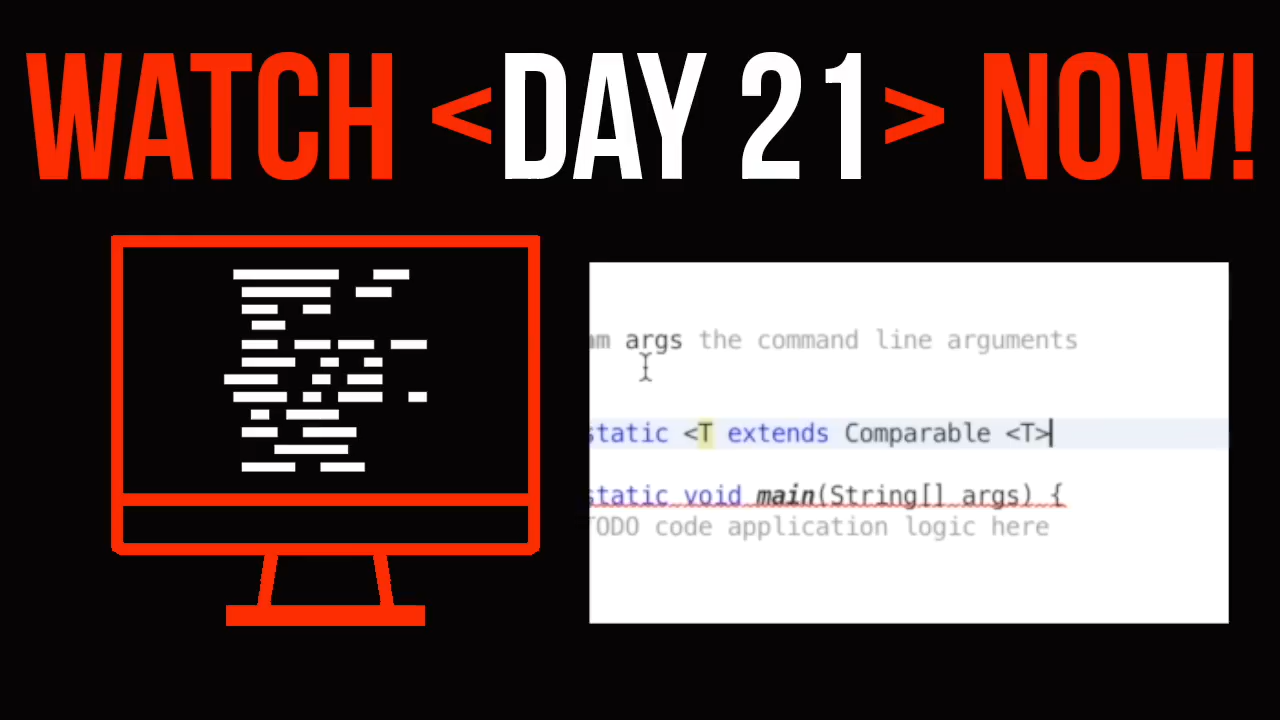 WATCH <DAY 21> NOW!
args the command line arguments
static <T extends Comparable <T>
static void main(String[] args) {
TODO code application logic here